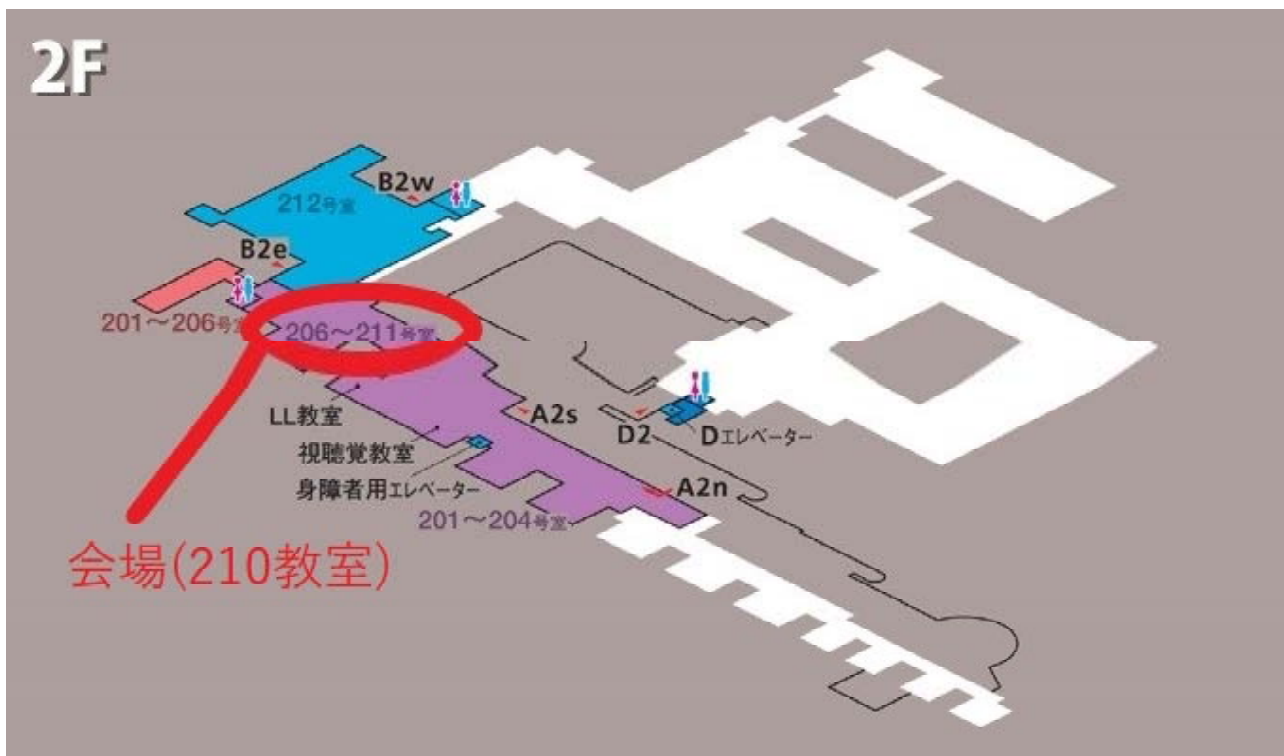 2F
B2w
212号室
B2e
201～206号室
206～211号室
LL教室
A2s
D2
Dエレベーター
視聴覚教室
身障者用エレベーター
A2n
201～204号室
会場(210教室)